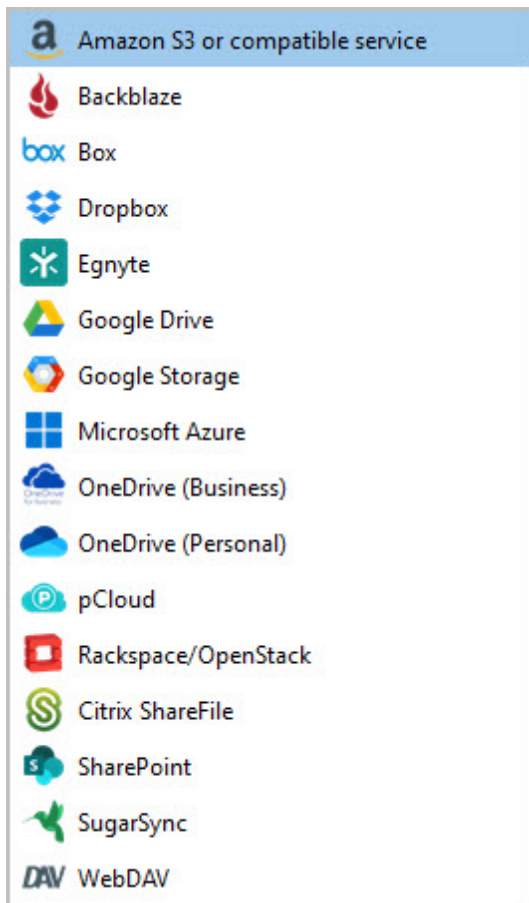 Amazon S3 or compatible service
Backblaze
box Box
Dropbox
Egnyte
Google Drive
Google Storage
Microsoft Azure
OneDrive (Business)
OneDrive (Personal)
pCloud
Rackspace/OpenStack
Citrix ShareFile
SharePoint
SugarSync
DAV WebDAV